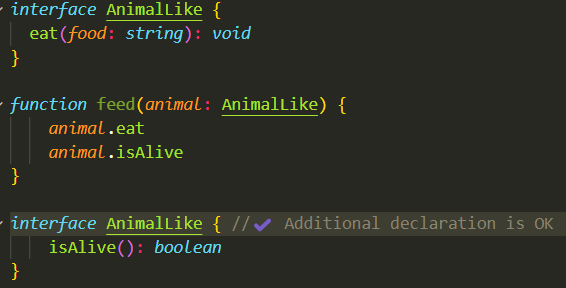 interface AnimalLike {
  eat(food: string): void
}

function feed(animal: AnimalLike) {
    animal.eat
    animal.isAlive
}

interface AnimalLike { //✔ Additional declaration is OK
    isAlive(): boolean
}